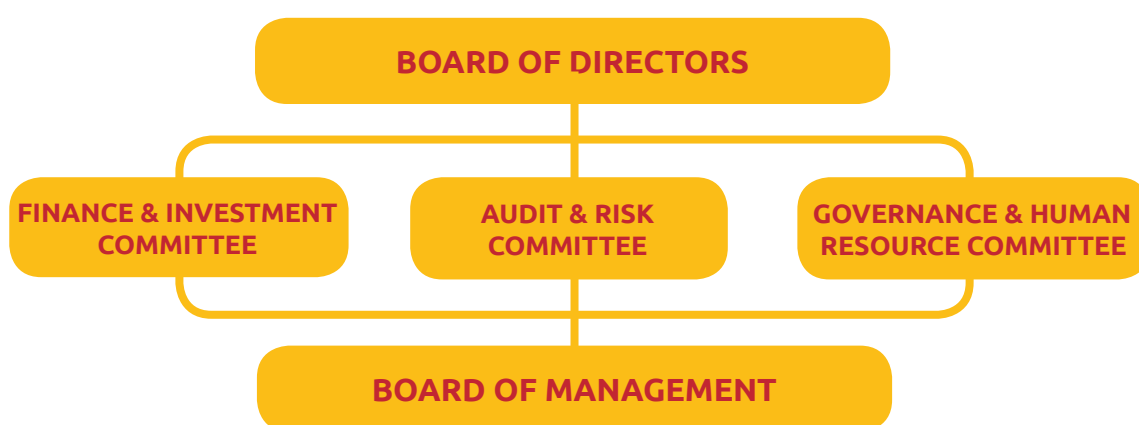 BOARD OF DIRECTORS
FINANCE & INVESTMENT
COMMITTEE
AUDIT & RISK
COMMITTEE
GOVERNANCE & HUMAN
RESOURCE COMMITTEE
BOARD OF MANAGEMENT